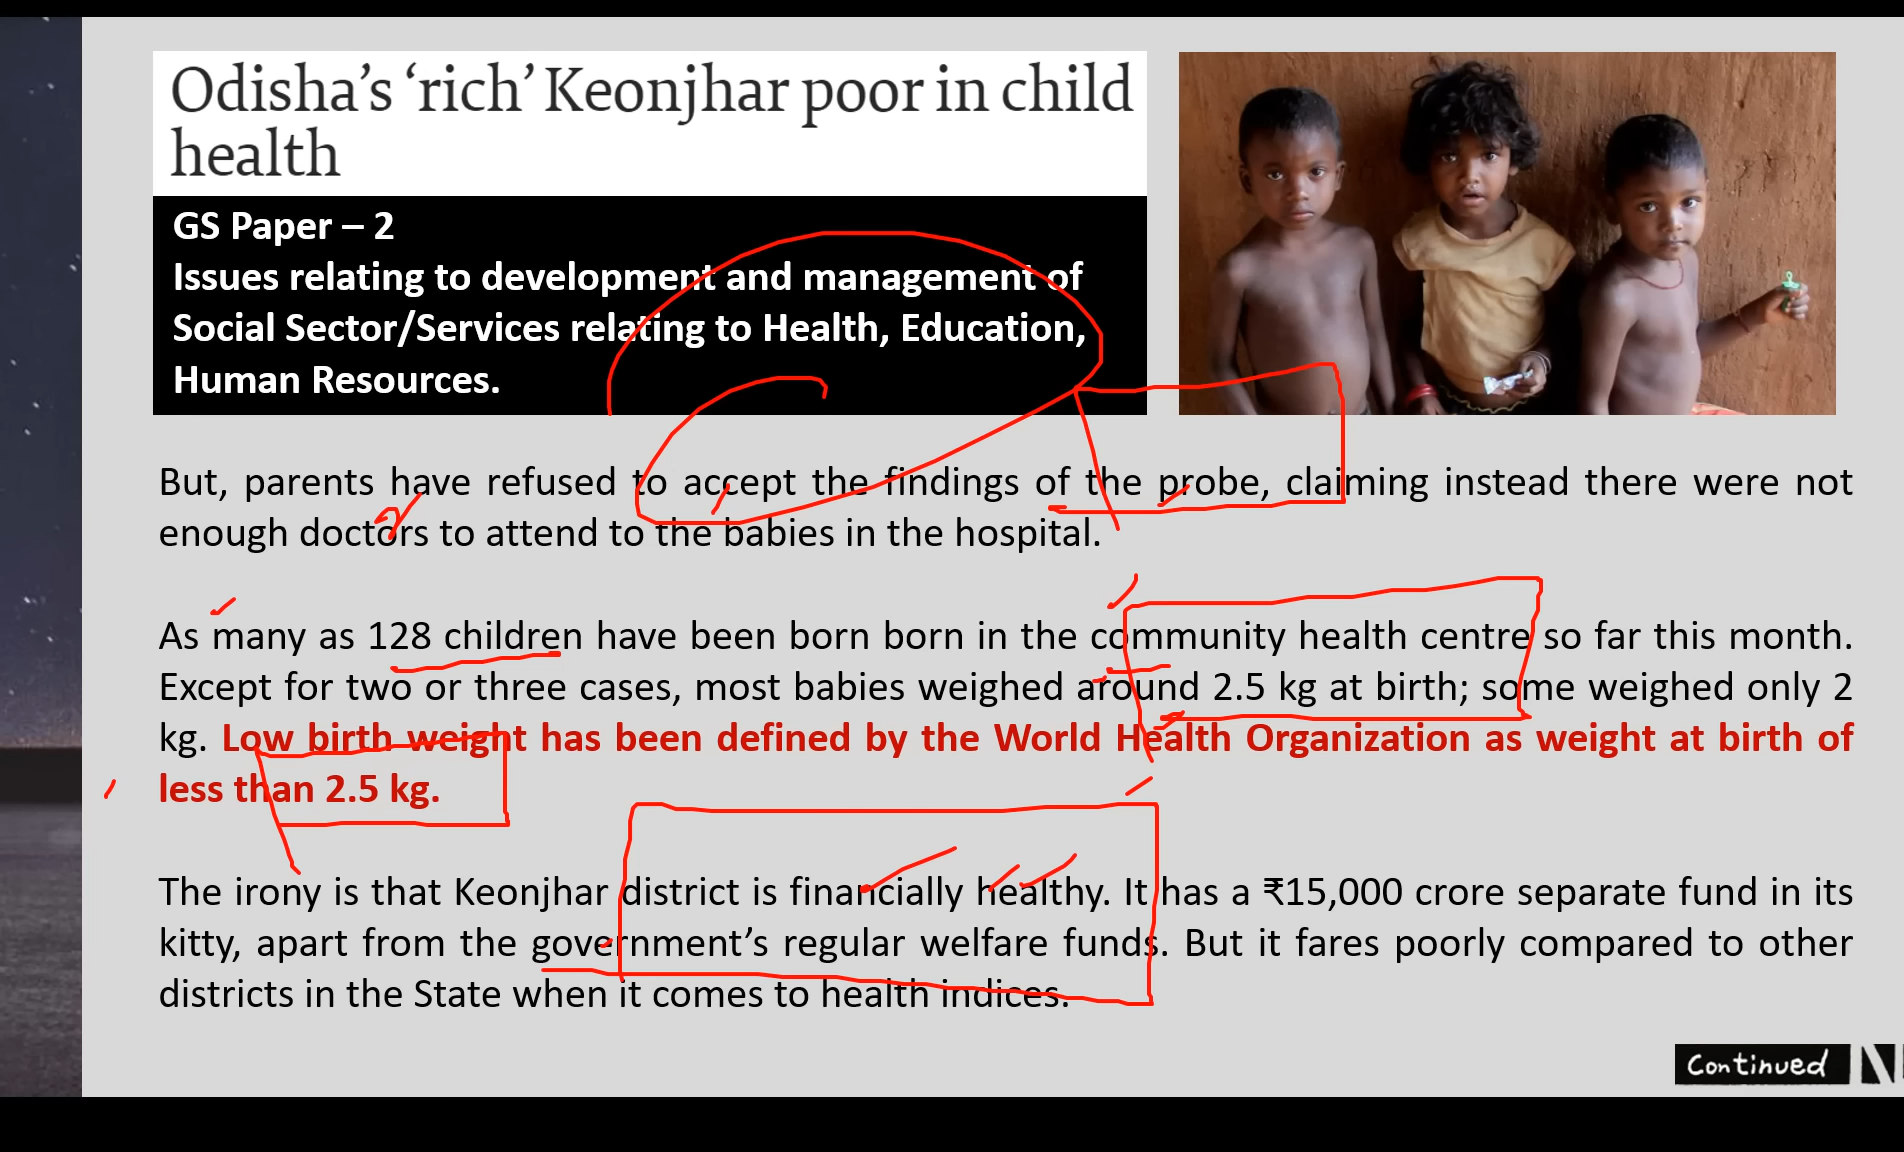 Odisha’s ‘rich’ Keonjhar poor in child
health
GS Paper – 2
Issues relating to development and management of
Social Sector/Services relating to Health, Education,
Human Resources.
But, parents have refused to accept the findings of the probe, claiming instead there were not
enough doctors to attend to the babies in the hospital.
As many as 128 children have been born born in the community health centre so far this month.
Except for two or three cases, most babies weighed around 2.5 kg at birth; some weighed only 2
kg. Low birth weight has been defined by the World Health Organization as weight at birth of
less than 2.5 kg.
The irony is that Keonjhar district is financially healthy. It has a ₹15,000 crore separate fund in its
kitty, apart from the government’s regular welfare funds. But it fares poorly compared to other
districts in the State when it comes to health indices.
Continued